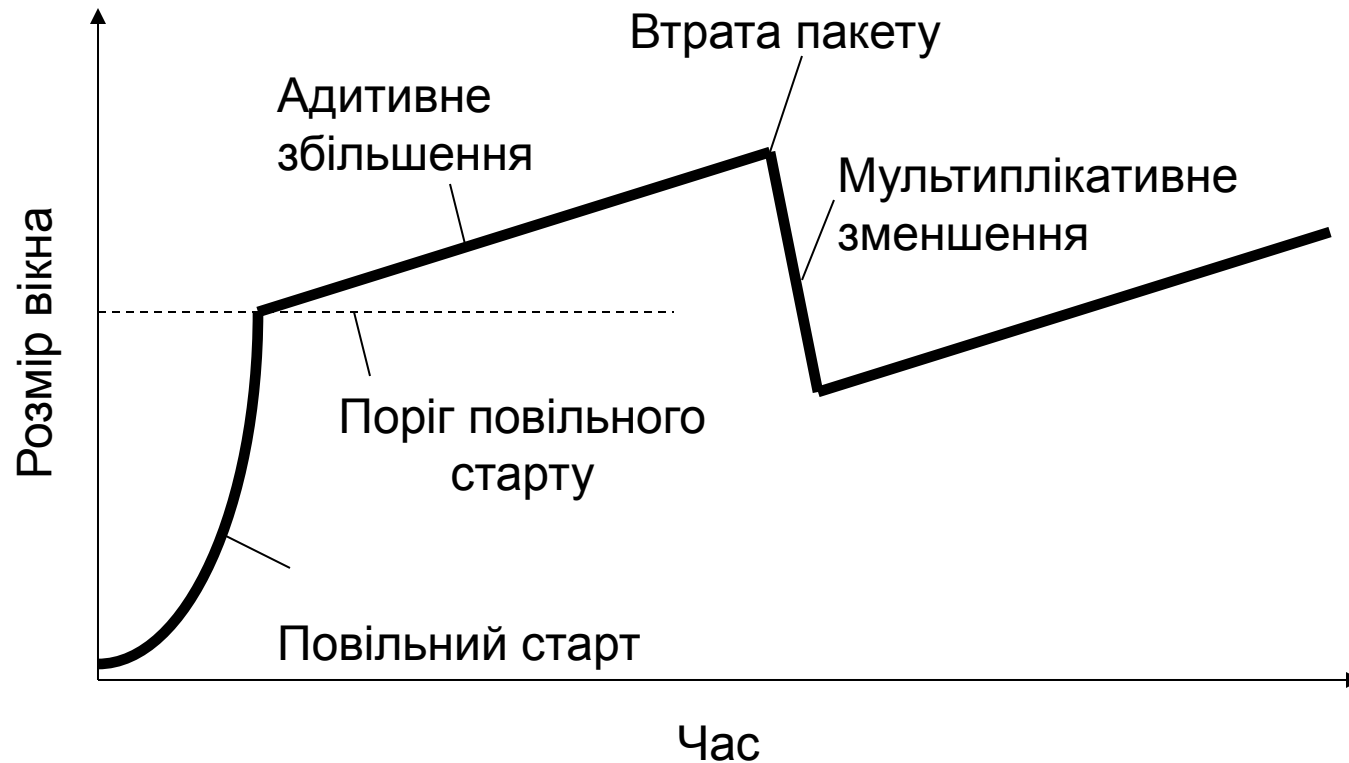 Втрата пакету
Адитивне
збільшення
Мультиплікативне
зменшення
Розмір вікна
Поріг повільного
старту
Повільний старт
Час